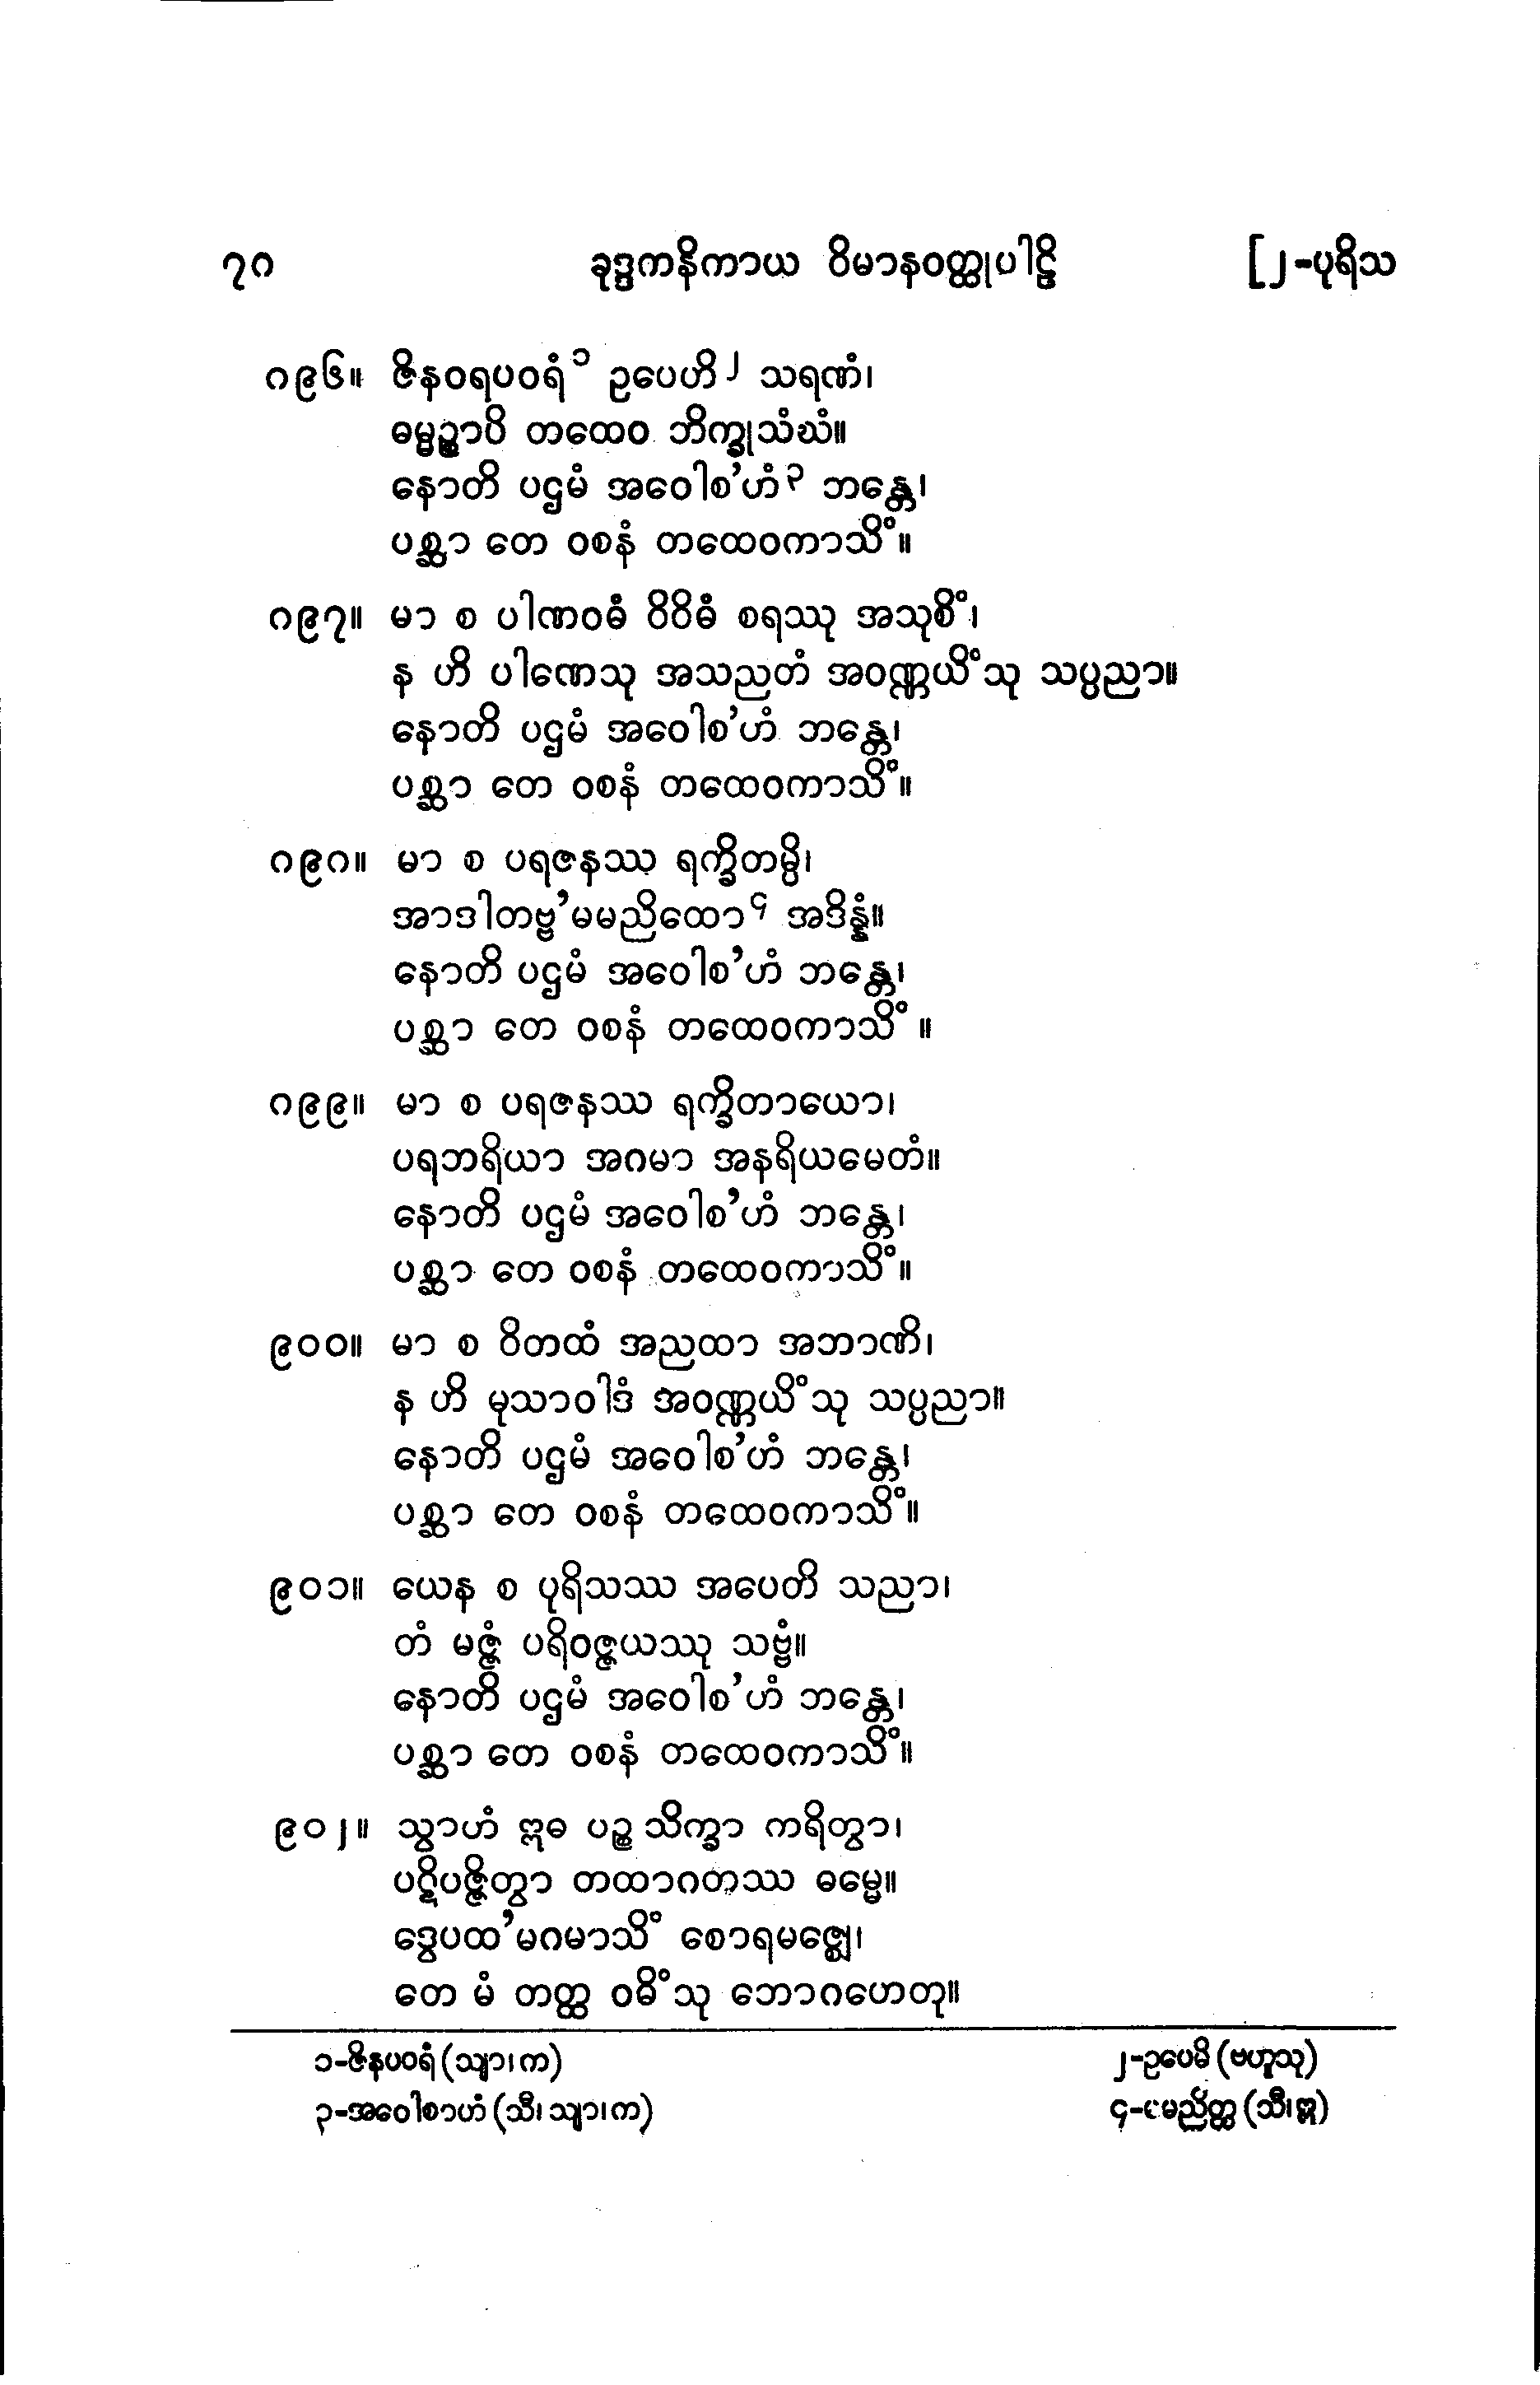 ၇၈ ခုဒ္ဒကနိကာယ ဝိမာနဝတ္ထုပါဠိ [၂-ပုရိသ
၈၉၆။ ဇိနဝရပဝရံ၁ ဥပေဟိ၂ သရဏံ၊
ဓမ္မဉ္စာပိ တထေဝ ဘိက္ခုသံဃံ။
နောတိ ပဌမံ အဝေါစ’ဟံ၃ ဘန္တေ၊
ပစ္ဆာ တေ ဝစနံ တထေဝကာသိံ။
၈၉၇။ မာ စ ပါဏဝဓံ ဝိဝိဓံ စရဿု အသုစိံ၊
န ဟိ ပါဏေသု အသညတံ အဝဏ္ဏယိံသု သပ္ပညာ။
နောတိ ပဌမံ အဝေါစ’ဟံ ဘန္တေ၊
ပစ္ဆာ တေ ဝစနံ တထေဝကာသိံ။
၈၉၈။ မာ စ ပရဇနဿ ရက္ခိတမ္ပိ၊
အာဒါတဗ္ဗ’မမညိထော၄ အဒိန္နံ။
နောတိ ပဌမံ အဝေါစ’ဟံ ဘန္တေ၊
ပစ္ဆာ တေ ဝစနံ တထေဝကာသိံ။
၈၉၉။ မာ စ ပရဇနဿ ရက္ခိတာယော၊
ပရဘရိယာ အဂမာ အနရိယမေတံ။
နောတိ ပဌမံ အဝေါစ’ဟံ ဘန္တေ၊
ပစ္ဆာ တေ ဝစနံ တထေဝကာသိံ။
၉၀၀။ မာ စ ဝိတထံ အညထာ အဘာဏိ၊
န ဟိ မုသာဝါဒံ အဝဏ္ဏယိံသု သပ္ပညာ။
နောတိ ပဌမံ အဝေါစ’ဟံ ဘန္တေ၊
ပစ္ဆာ တေ ဝစနံ တထေဝကာသိံ။
၉၀၁။ ယေန စ ပုရိသဿ အပေတိ သညာ၊
တံ မဇ္ဇံ ပရိဝဇ္ဇယဿု သဗ္ဗံ။
နောတိ ပဌမံ အဝေါစ’ဟံ ဘန္တေ၊
ပစ္ဆာ တေ ဝစနံ တထေဝကာသိံ။
၉၀၂။ သွာဟံ ဣဓ ပဉ္စ သိက္ခာ ကရိတွာ၊
ပဋိပဇ္ဇိတွာ တထာဂတဿ ဓမ္မေ။
ဒွေပထ’မဂမာသိံ စောရမဇ္ဈေ၊
တေ မံ တတ္ထ ဝဓိံသု ဘောဂဟေတု။
၁-ဇိနပဝရံ (သျာ၊ က) ၂-ဥပေမိ (ဗဟူသု)
၃-အဝေါစာဟံ (သီ၊ သျာ၊ က) ၄-မမညိတ္ထ (သီ၊ ဣ)